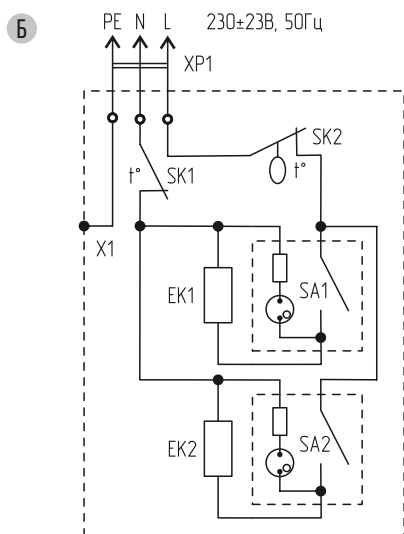 Б
PE N L 230±23В, 50Гц
XP1
SK2
t°
t° SK1
X1
EK1
SA1
EK2
SA2